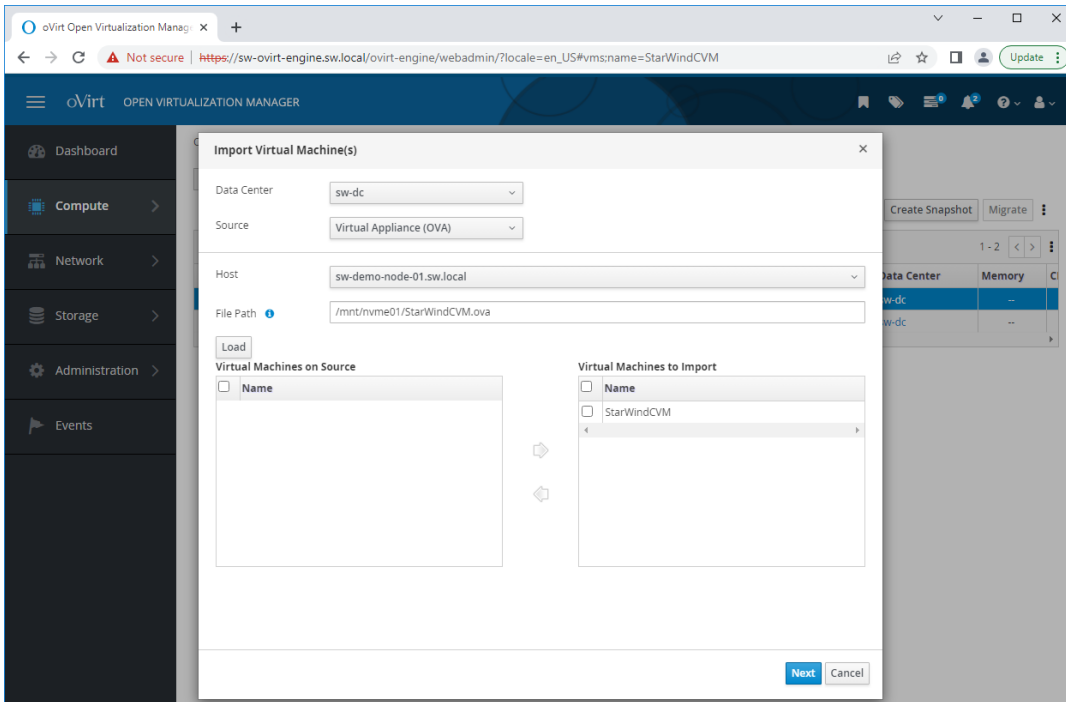 oVirt Open Virtualization Manag
Not secure | https://sw-ovirt-engine.sw.local/ovirt-engine/webadmin/?locale=en_US#vms;name=StarWindCVM
Update
oVirt OPEN VIRTUALIZATION MANAGER
0
2
Dashboard
Compute
Network
Storage
Administration
Events
Import Virtual Machine(s)
Data Center
sw-dc
Source
Virtual Appliance (OVA)
Host
sw-demo-node-01.sw.local
File Path
/mnt/nvme01/StarWindCVM.ova
Load
Virtual Machines on Source
Name
Virtual Machines to Import
Name
StarWindCVM
Next
Cancel
Create Snapshot
Migrate
1 - 2
Data Center
Memory
sw-dc
--
sw-dc
--